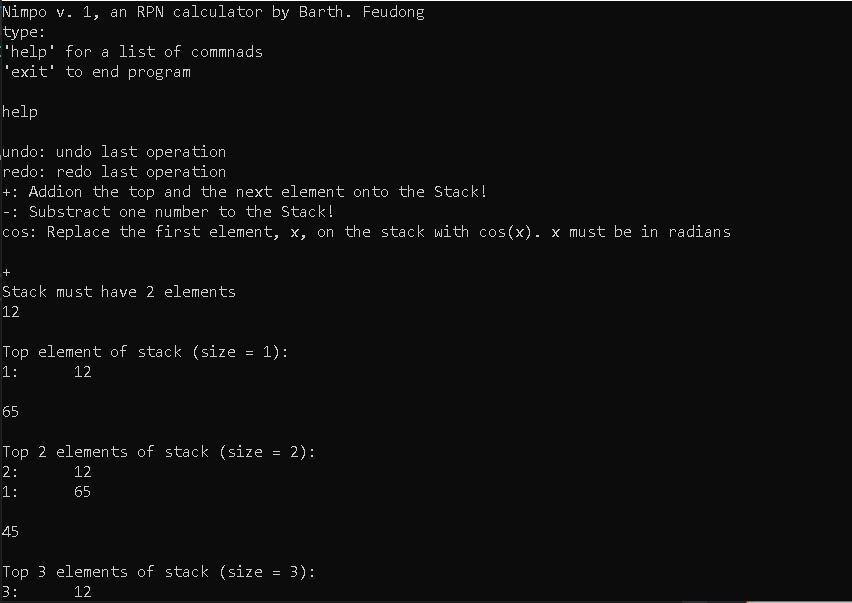 Nimpo v. 1, an RPN calculator by Barth. Feudong
type:
'help' for a list of commnads
'exit' to end program
help
undo: undo last operation
redo: redo last operation
+: Addion the top and the next element onto the Stack!
-: Substract one number to the Stack!
cos: Replace the first element, x, on the stack with cos(x). x must be in radians
+
Stack must have 2 elements
12
Top element of stack (size = 1):
1: 12
65
Top 2 elements of stack (size = 2):
2: 12
1: 65
45
Top 3 elements of stack (size = 3):
3: 12